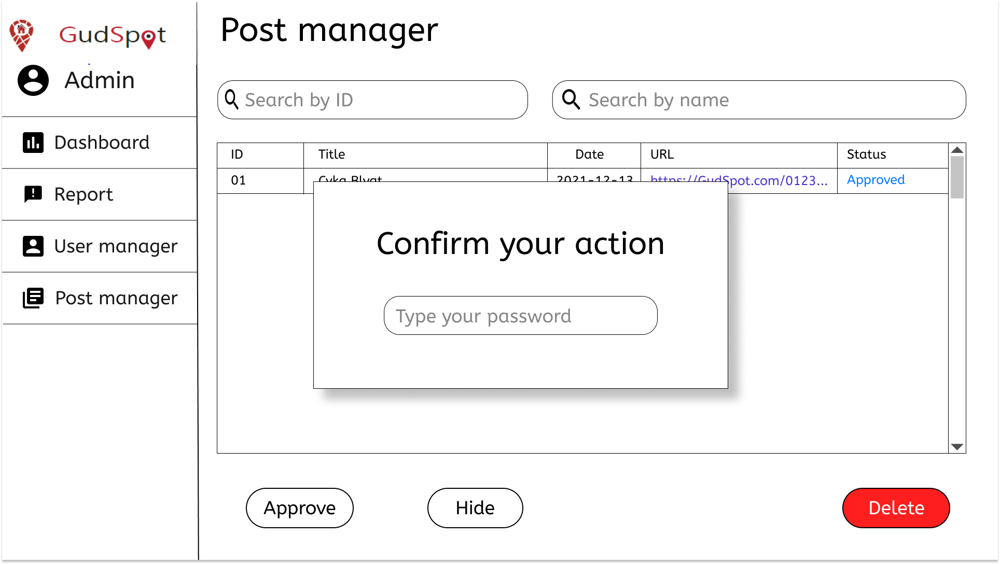 GudSpot
Admin
Dashboard
Report
User manager
Post manager
Post manager
Search by ID
Search by name
ID Title Date URL Status
01 Cyka Blyat 2021-12-13 https://GudSpot.com/0123... Approved
Confirm your action
Type your password
Approve Hide Delete